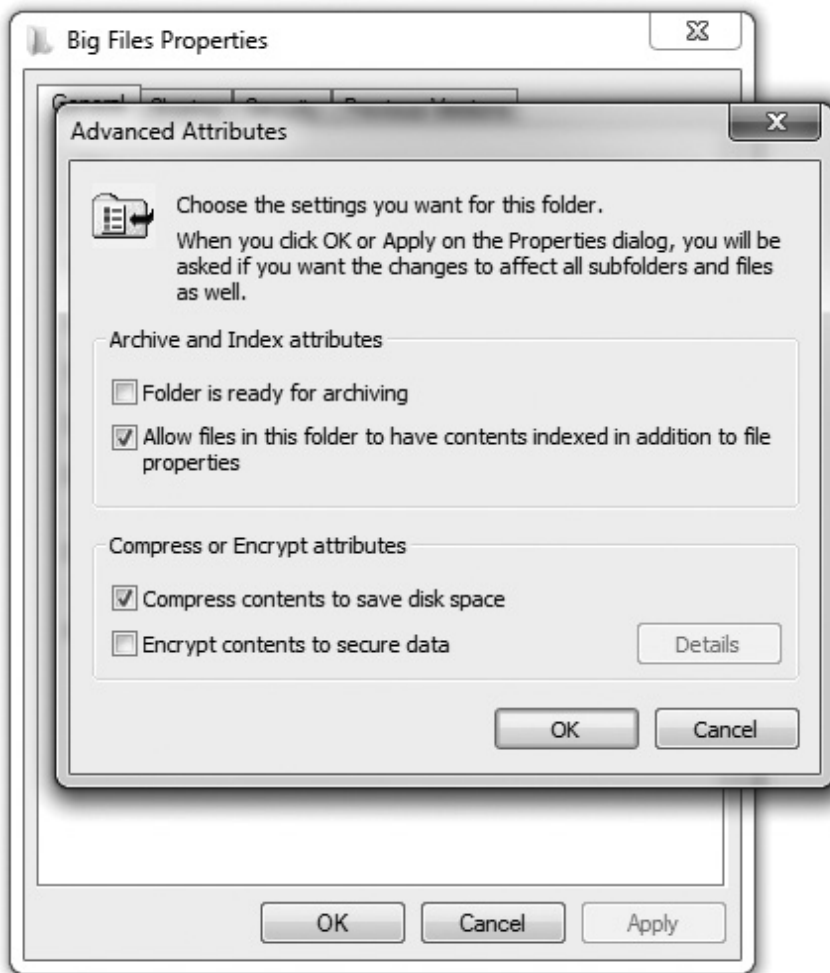 Big Files Properties
General
Advanced Attributes
Choose the settings you want for this folder.
When you click OK or Apply on the Properties dialog, you will be
asked if you want the changes to affect all subfolders and files
as well.
Archive and Index attributes
Folder is ready for archiving
Allow files in this folder to have contents indexed in addition to file
properties
Compress or Encrypt attributes
Compress contents to save disk space
Encrypt contents to secure data
Details
OK
Cancel
OK
Cancel
Apply